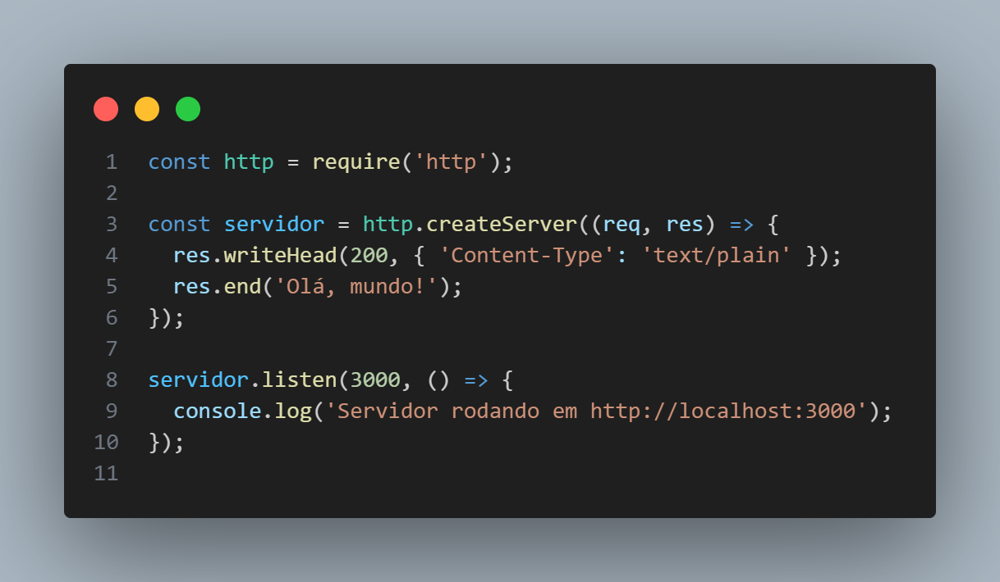 1 const http = require('http');
2
3 const servidor = http.createServer((req, res) => {
4   res.writeHead(200, { 'Content-Type': 'text/plain' });
5   res.end('Olá, mundo!');
6 });
7
8 servidor.listen(3000, () => {
9   console.log('Servidor rodando em http://localhost:3000');
10 });
11